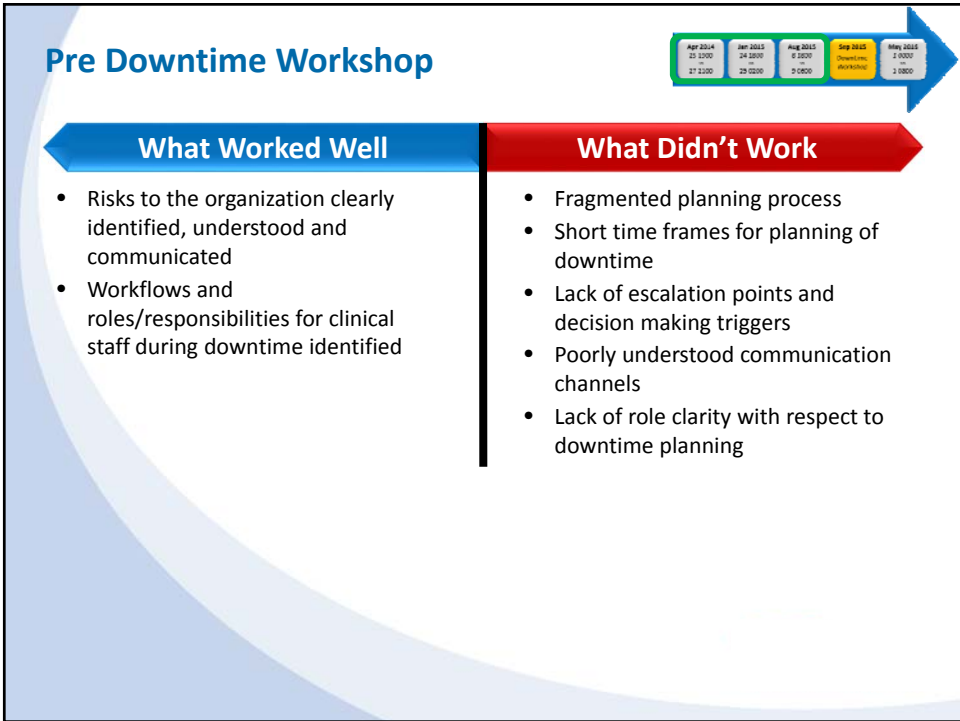 Pre Downtime Workshop
Apr 2014
25 1900
27 2100
Jan 2015
24 1800
25 0200
Aug 2015
8 1800
9 0600
Sep 2015
Downtime
Workshop
May 2016
1 0000
1 0800
What Worked Well
• Risks to the organization clearly
identified, understood and
communicated
• Workflows and
roles/responsibilities for clinical
staff during downtime identified
What Didn’t Work
• Fragmented planning process
• Short time frames for planning of
downtime
• Lack of escalation points and
decision making triggers
• Poorly understood communication
channels
• Lack of role clarity with respect to
downtime planning